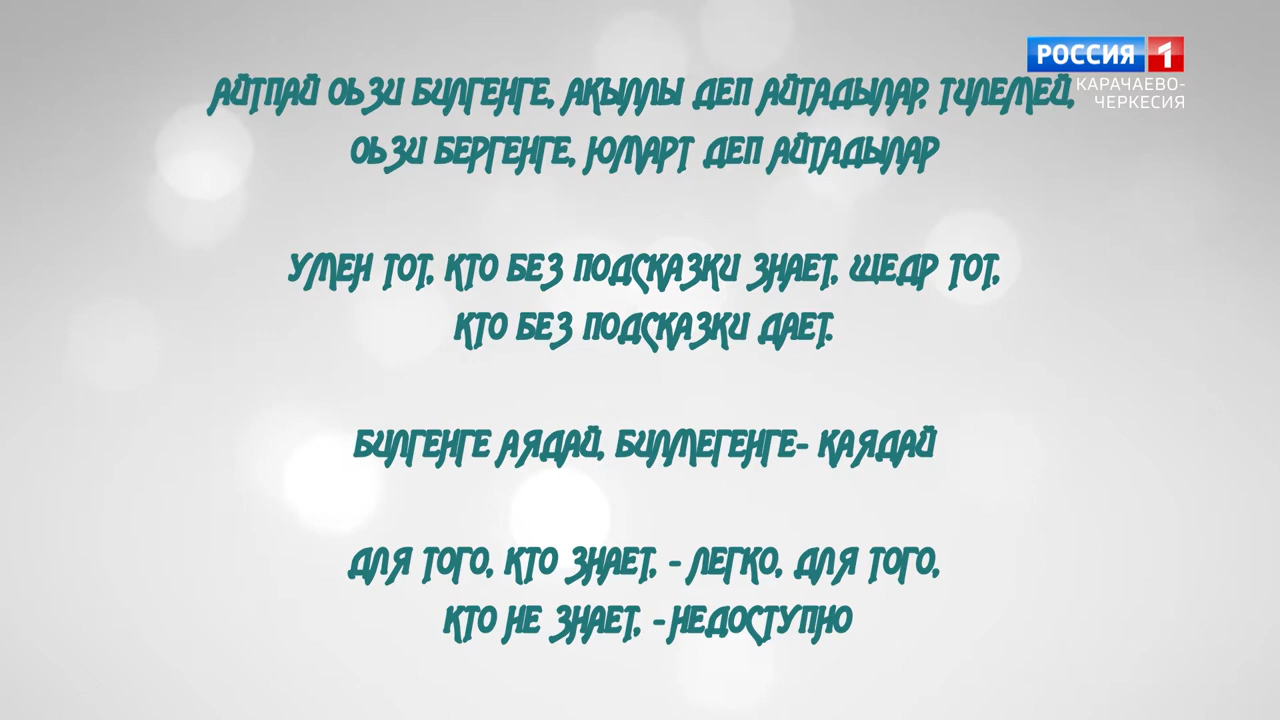 РОССИЯ 1
КАРАЧАЕВО-
ЧЕРКЕСИЯ
АЙТПАЙ ОЬЗИ БИЛГЕНГЕ, АКЫЛЛЫ ДЕП АЙТАДЫЛАР, ТИЛЕМЕЙ,
ОЬЗИ БЕРГЕНГЕ, ЮМАРТ ДЕП АЙТАДЫЛАР
УМЕН ТОТ, КТО БЕЗ ПОДСКАЗКИ ЗНАЕТ, ЩЕДР ТОТ,
КТО БЕЗ ПОДСКАЗКИ ДАЕТ.
БИЛГЕНГЕ АЯДАЙ, БИЛМЕГЕНГЕ- КАЯДАЙ
ДЛЯ ТОГО, КТО ЗНАЕТ, - ЛЕГКО, ДЛЯ ТОГО,
КТО НЕ ЗНАЕТ, - НЕДОСТУПНО